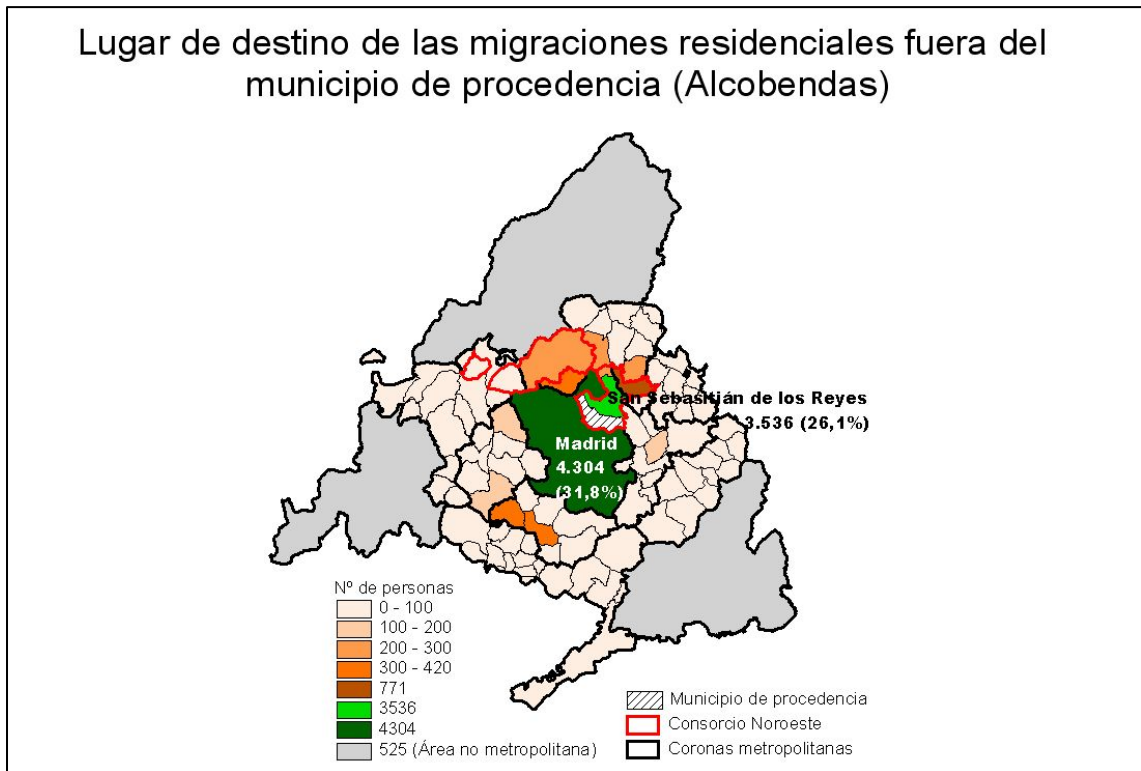 Lugar de destino de las migraciones residenciales fuera del
municipio de procedencia (Alcobendas)
San Sebasitián de los Reyes
3.536 (26,1%)
Madrid
4.304
(31,8%)
Nº de personas
0 - 100
100 - 200
200 - 300
300 - 420
771
3536
4304
525 (Área no metropolitana)
Municipio de procedencia
Consorcio Noroeste
Coronas metropolitanas